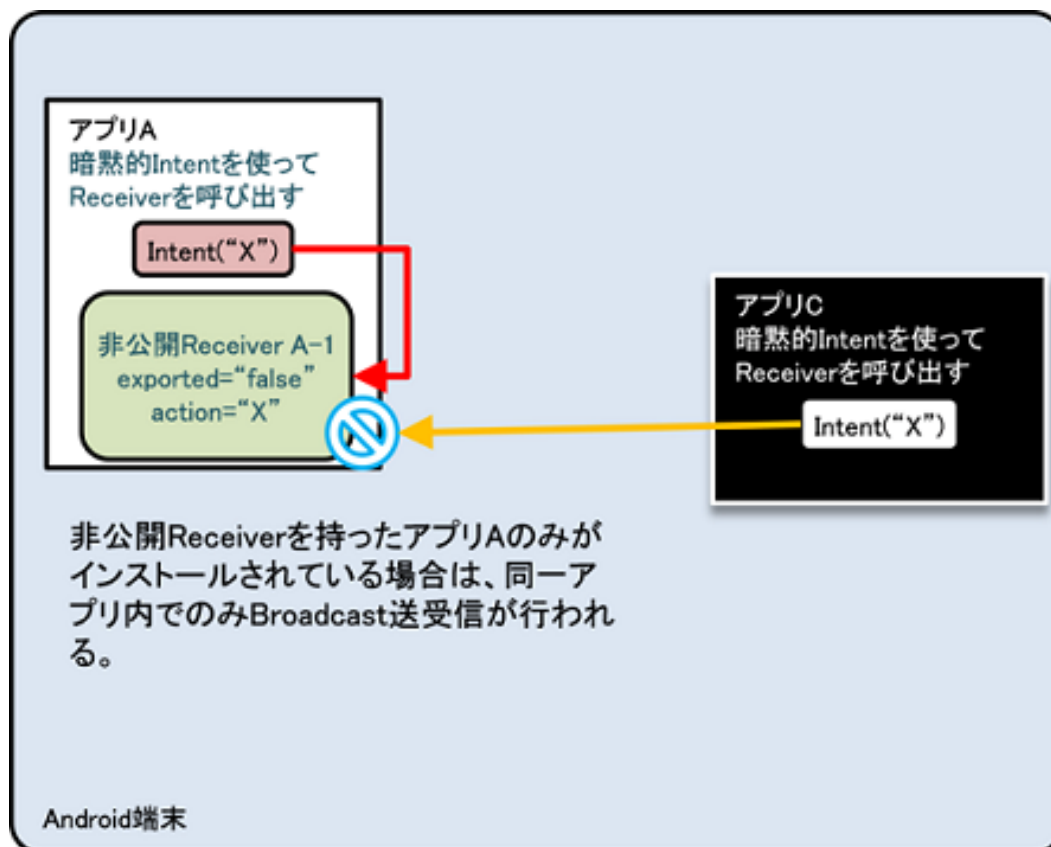 アプリA
暗黙的Intentを使って
Receiverを呼び出す
Intent(“X”)
非公開Receiver A-1
exported=“false”
action=“X”
アプリC
暗黙的Intentを使って
Receiverを呼び出す
Intent(“X”)
非公開Receiverを持ったアプリAのみが
インストールされている場合は、同一ア
プリ内でのみBroadcast送受信が行われ
る。
Android端末